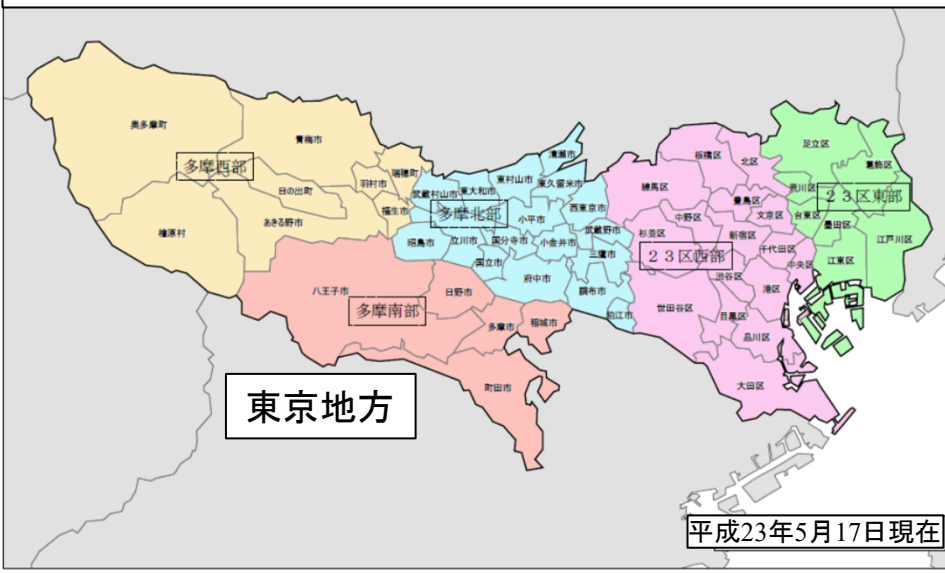 奥多摩町
青梅市
多摩西部
日の出町
羽村市
瑞穂町
福生市
あきる野市
檜原村
清瀬市
東村山市
東久留米市
武蔵村山市
東大和市
多摩北部
小平市
西東京市
武蔵野市
昭島市
立川市
国分寺市
小金井市
三鷹市
国立市
府中市
調布市
狛江市
八王子市
日野市
多摩南部
多摩市
稲城市
町田市
板橋区
北区
練馬区
豊島区
中野区
文京区
杉並区
新宿区
千代田区
23区西部
渋谷区
中央区
港区
世田谷区
目黒区
品川区
大田区
足立区
葛飾区
荒川区
23区東部
台東区
墨田区
江戸川区
江東区
東京地方
平成23年5月17日現在